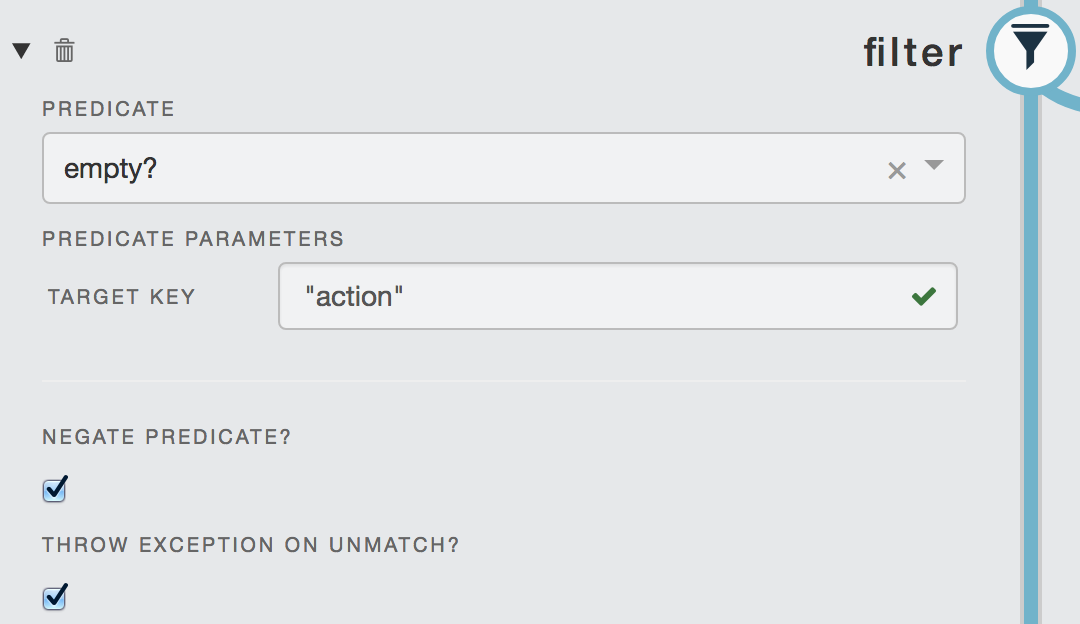 filter
PREDICATE
empty?
PREDICATE PARAMETERS
TARGET KEY "action"
NEGATE PREDICATE?
THROW EXCEPTION ON UNMATCH?